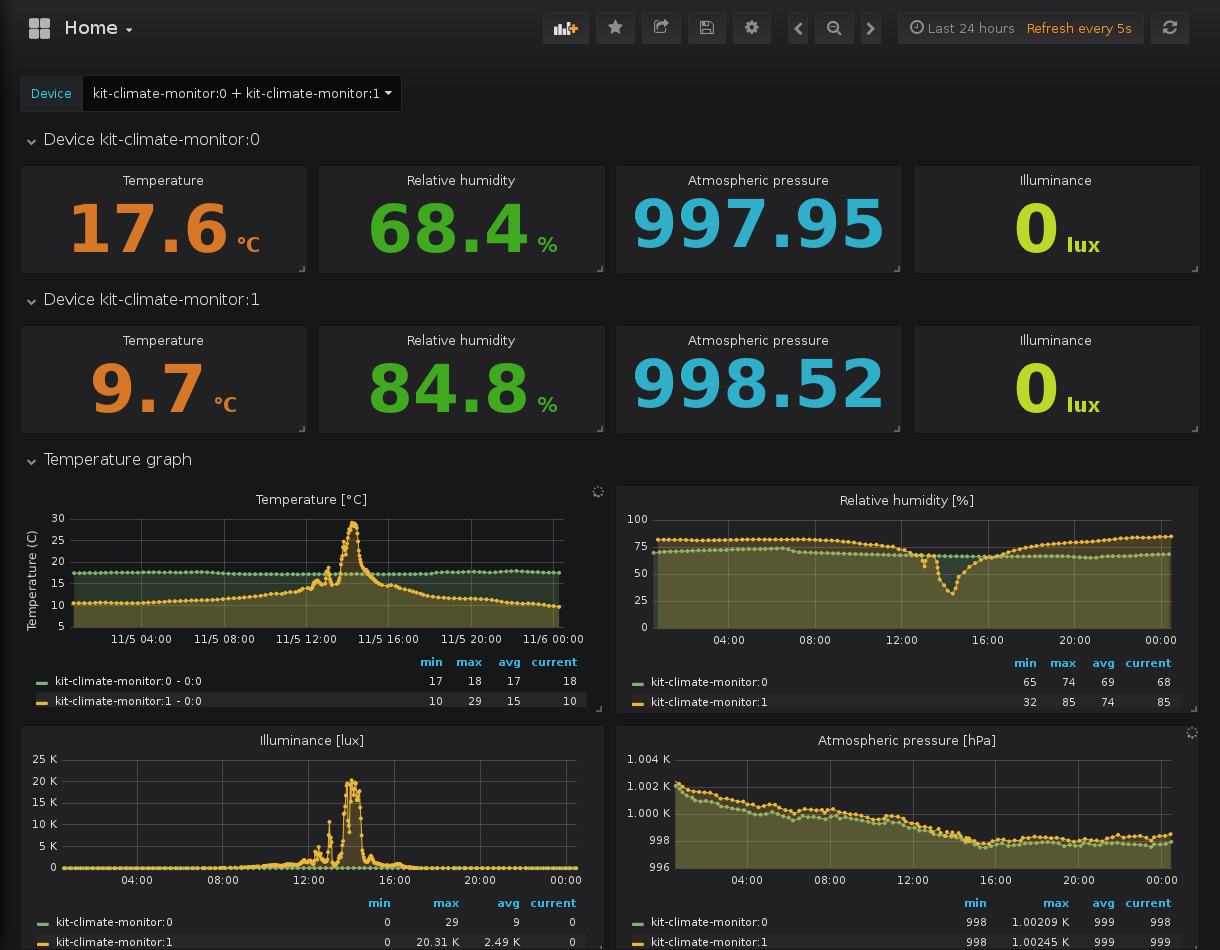 Home
Last 24 hours Refresh every 5s
Device kit-climate-monitor:0 + kit-climate-monitor:1
Device kit-climate-monitor:0
Temperature
17.6 °C
Relative humidity
68.4 %
Atmospheric pressure
997.95
Illuminance
0 lux
Device kit-climate-monitor:1
Temperature
9.7 °C
Relative humidity
84.8 %
Atmospheric pressure
998.52
Illuminance
0 lux
Temperature graph
Temperature [°C]
Temperature (C)
30
25
20
15
10
5
11/5 04:00 11/5 08:00 11/5 12:00 11/5 16:00 11/5 20:00 11/6 00:00
min max avg current
kit-climate-monitor:0 - 0:0 17 18 17 18
kit-climate-monitor:1 - 0:0 10 29 15 10
Relative humidity [%]
100
75
50
25
0
04:00 08:00 12:00 16:00 20:00 00:00
min max avg current
kit-climate-monitor:0 65 74 69 68
kit-climate-monitor:1 32 85 74 85
Illuminance [lux]
25 K
20 K
15 K
10 K
5 K
0
04:00 08:00 12:00 16:00 20:00 00:00
min max avg current
kit-climate-monitor:0 0 29 9 0
kit-climate-monitor:1 0 20.31 K 2.49 K 0
Atmospheric pressure [hPa]
1.004 K
1.002 K
1.000 K
998
996
04:00 08:00 12:00 16:00 20:00 00:00
min max avg current
kit-climate-monitor:0 998 1.00209 K 999 998
kit-climate-monitor:1 998 1.00245 K 999 999